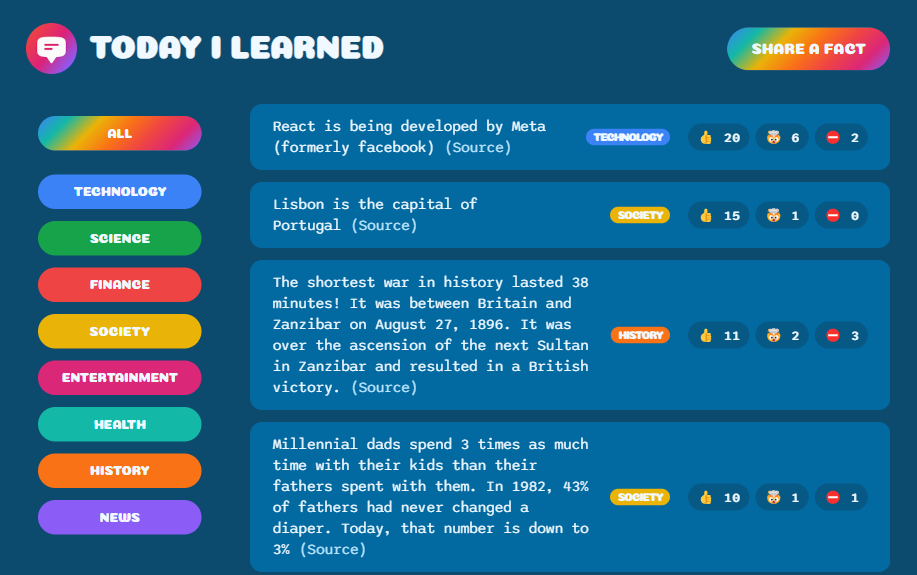 TODAY I LEARNED
SHARE A FACT
ALL
TECHNOLOGY
SCIENCE
FINANCE
SOCIETY
ENTERTAINMENT
HEALTH
HISTORY
NEWS
React is being developed by Meta
(formerly facebook) (Source)
TECHNOLOGY
👍 20 🤯 6 ⛔ 2
Lisbon is the capital of
Portugal (Source)
SOCIETY
👍 15 🤯 1 ⛔ 0
The shortest war in history lasted 38
minutes! It was between Britain and
Zanzibar on August 27, 1896. It was
over the ascension of the next Sultan
in Zanzibar and resulted in a British
victory. (Source)
HISTORY
👍 11 🤯 2 ⛔ 3
Millennial dads spend 3 times as much
time with their kids than their
fathers spent with them. In 1982, 43%
of fathers had never changed a
diaper. Today, that number is down to
3% (Source)
SOCIETY
👍 10 🤯 1 ⛔ 1